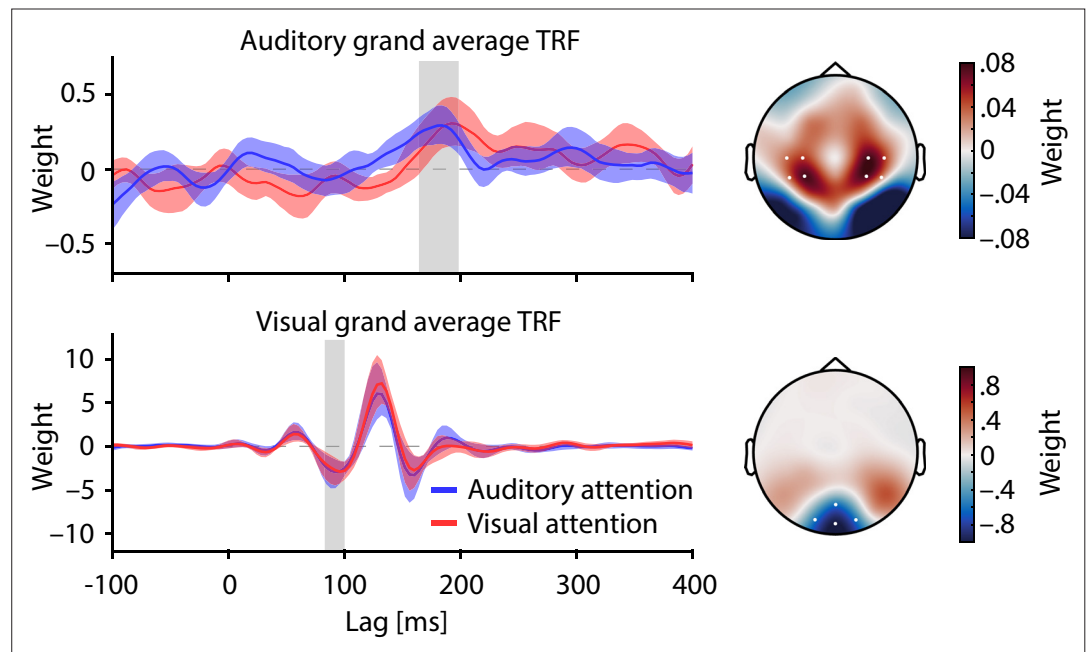 Auditory grand average TRF
Weight
0.5
0
−0.5
.08
.04
0
−.04
−.08
Weight
Visual grand average TRF
Weight
10
5
0
−5
−10
Auditory attention
Visual attention
-100
0
100
200
300
400
Lag [ms]
.8
.4
0
−.4
−.8
Weight